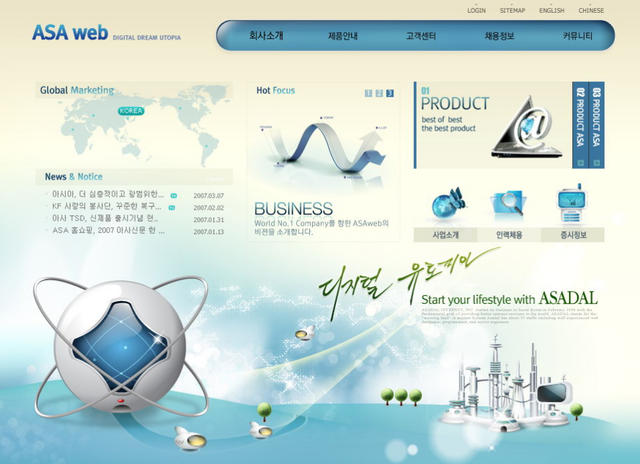 LOGIN SITEMAP ENGLISH CHINESE
ASA web DIGITAL DREAM UTOPIA
회사소개 제품안내 고객센터 채용정보 커뮤니티
Global Marketing
KOREA
News & Notice
아시아, 더 심층적이고 광범위한... 2007.03.07
KF 사랑의 봉사단, 꾸준한 복구... 2007.02.02
아사 TSD, 신제품 출시기념 현.. 2007.01.31
ASA 홈쇼핑, 2007 아사신문 한 ... 2007.01.13
Hot Focus
1 2 3
BUSINESS
World No.1 Company를 향한 ASAweb의
비젼을 소개합니다.
01
PRODUCT
best of best
the best product
02 PRODUCT ASA
03 PRODUCT ASA
사업소개 인력채용 증시정보
디지털 유토피안
Start your lifestyle with ASADAL